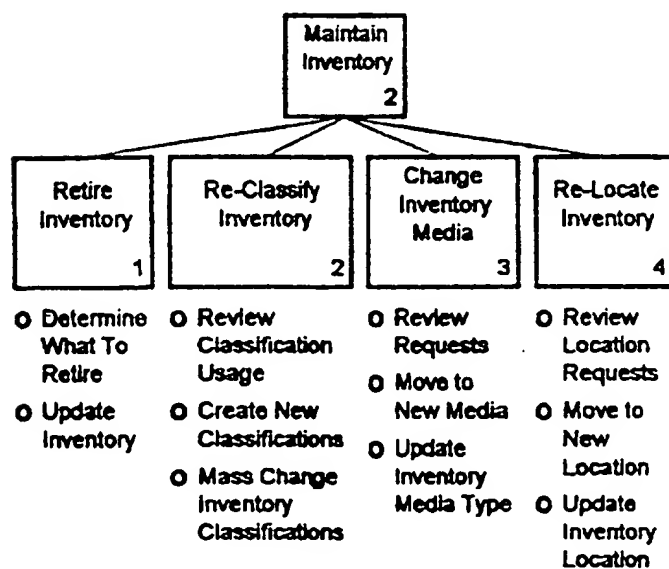 Maintain
Inventory
2
Retire
Inventory
1
Re-Classify
Inventory
2
Change
Inventory
Media
3
Re-Locate
Inventory
4
o Determine
What To
Retire
o Update
Inventory
o Review
Classification
Usage
o Create New
Classifications
o Mass Change
Inventory
Classifications
o Review
Requests
o Move to
New Media
o Update
Inventory
Media Type
o Review
Location
Requests
o Move to
New
Location
o Update
Inventory
Location